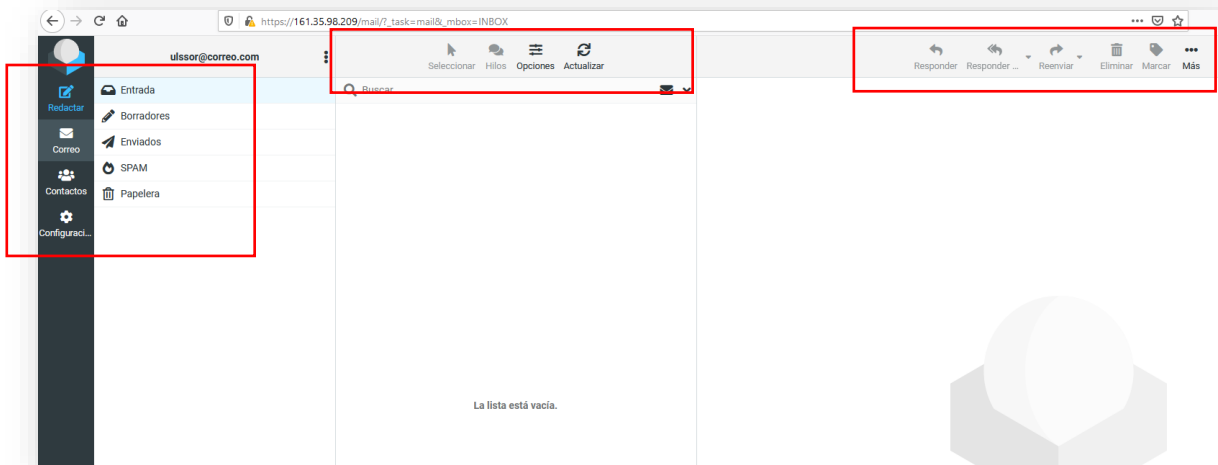 https://161.35.98.209/mail/?_task=mail&_mbox=INBOX
ulssor@correo.com
Seleccionar Hilos Opciones Actualizar
Responder Responder ... Reenviar Eliminar Marcar Más
Redactar
Correo
Contactos
Configuraci...
Entrada
Borradores
Enviados
SPAM
Papelera
Buscar...
La lista está vacía.